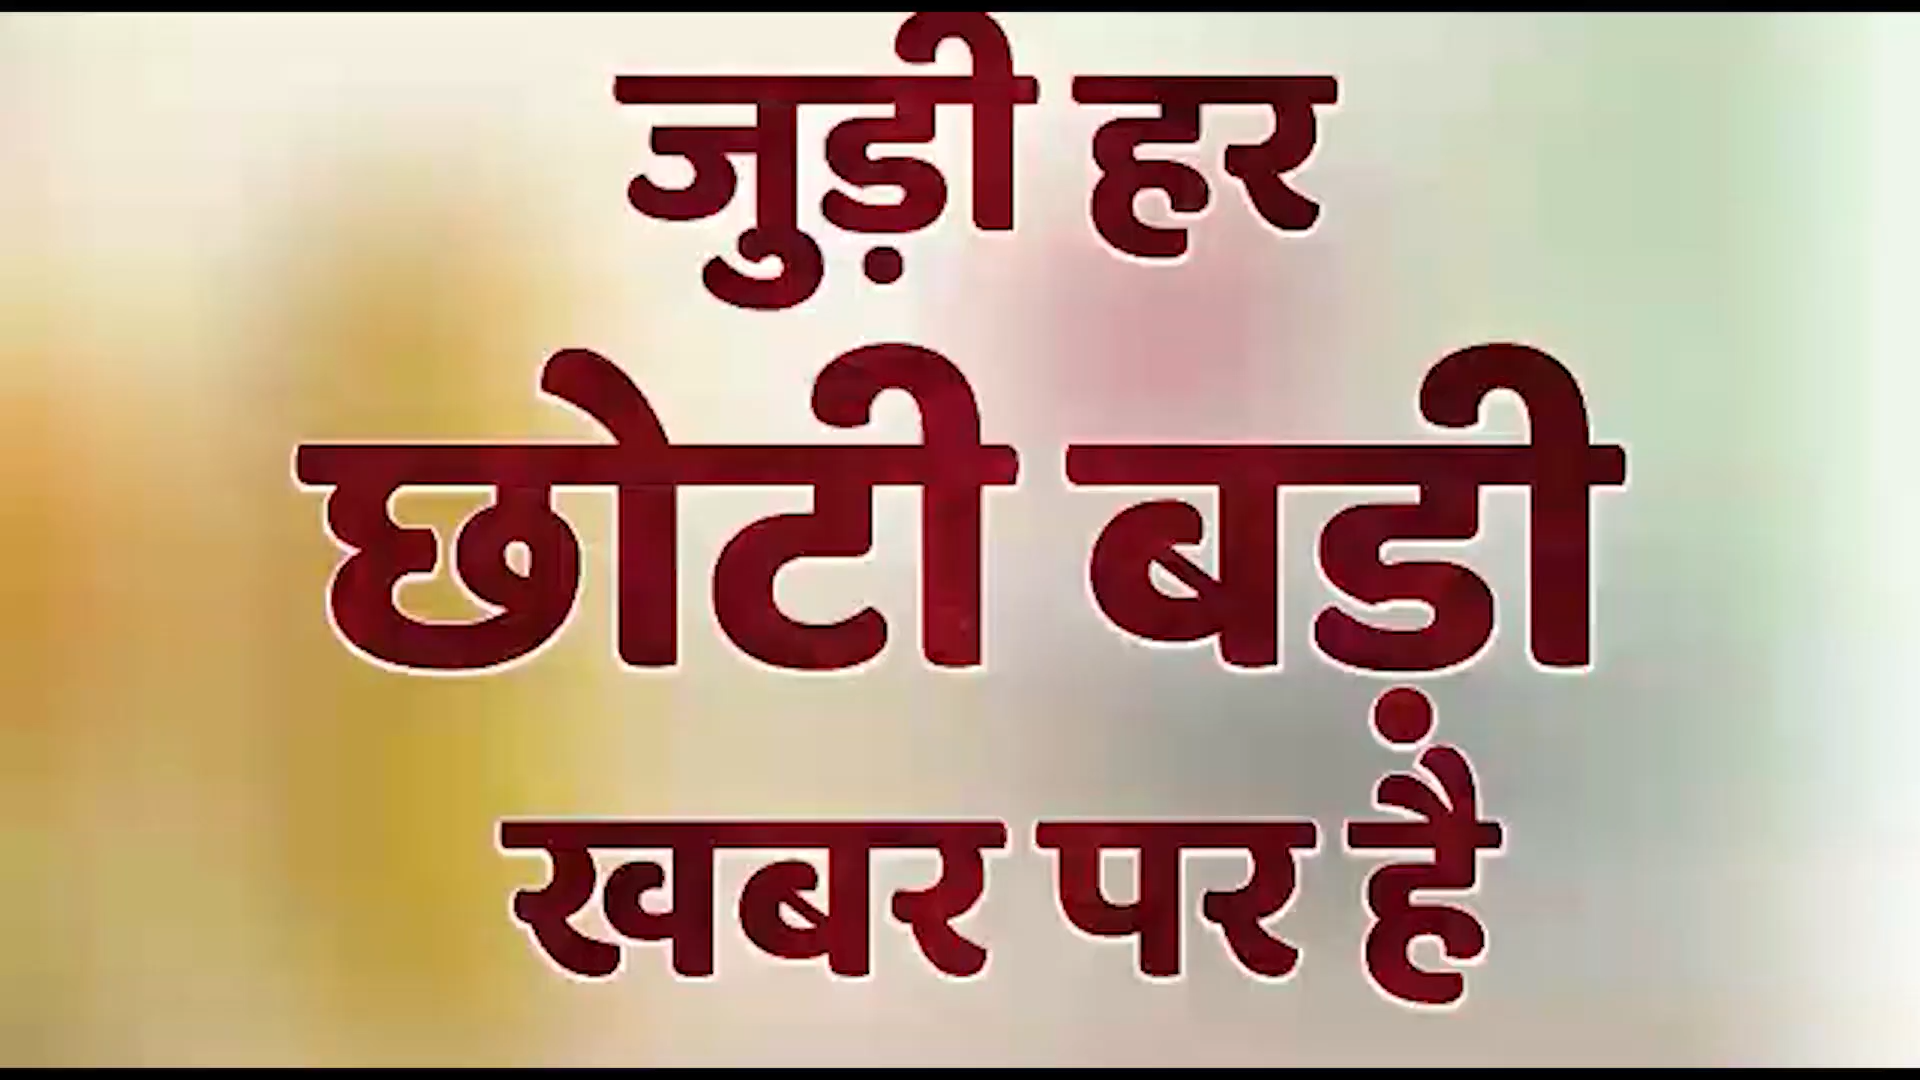 जुड़ी हर
छोटी बड़ी
खबर पर है